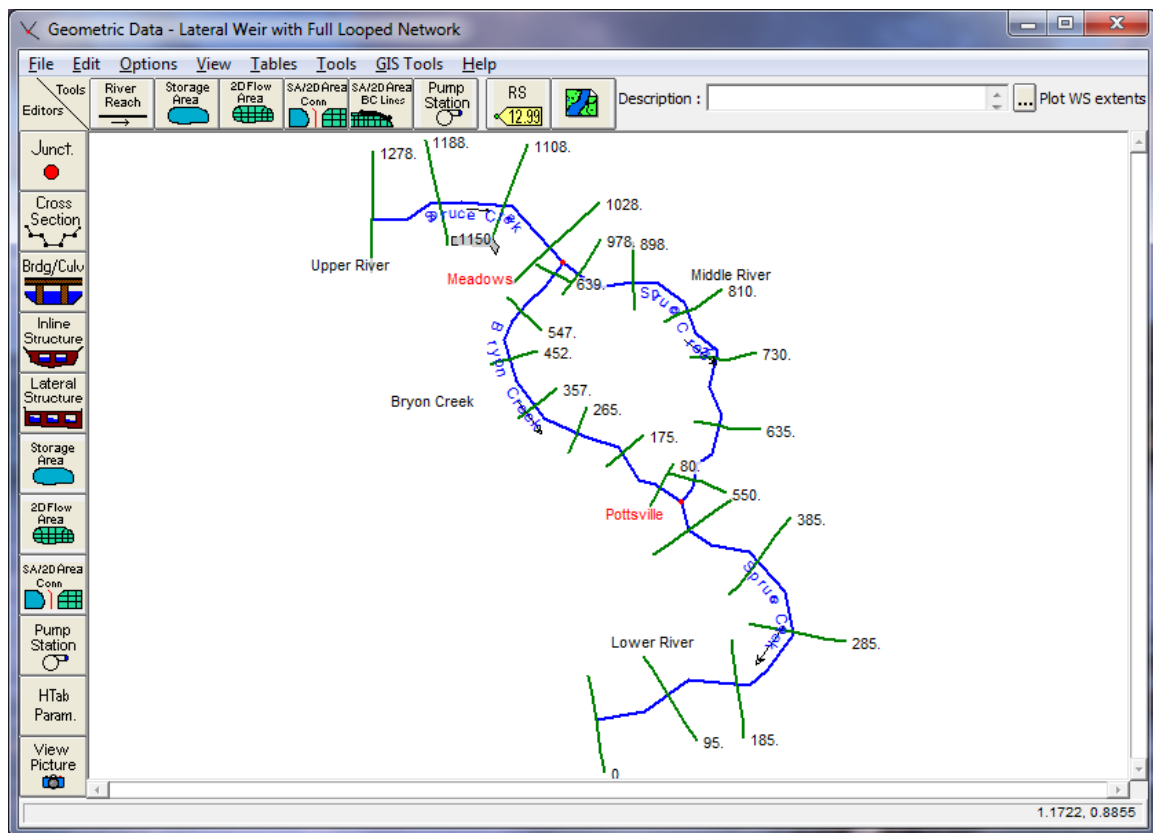 Geometric Data - Lateral Weir with Full Looped Network
File Edit Options View Tables Tools GIS Tools Help
Tools
Editors
River
Reach
Storage
Area
2D Flow
Area
SA/2D Area
Conn
SA/2D Area
BC Lines
Pump
Station
RS
12.99
Description :
...
Plot WS extents
Junct.
Cross
Section
Brdg/Culv
Inline
Structure
Lateral
Structure
Storage
Area
2D Flow
Area
SA/2D Area
Conn
Pump
Station
HTab
Param.
View
Picture
1278.
1188.
1108.
Spruce Creek
1150
1028.
Upper River
Meadows
978.
898.
639.
Middle River
810.
Spruce Creek
547.
452.
730.
Bryon Creek
357.
Bryon Creek
265.
175.
635.
80.
550.
Pottsville
385.
Spruce Creek
285.
Lower River
185.
95.
0
1.1722, 0.8855